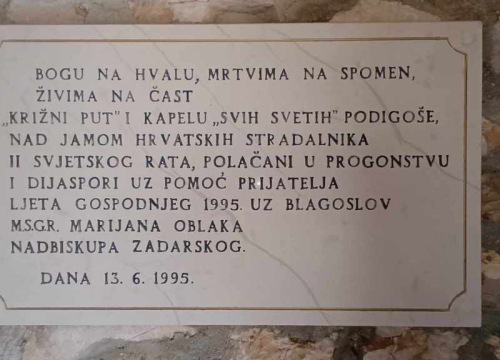 BOGU NA HVALU, MRTVIMA NA SPOMEN,
ŽIVIMA NA ČAST
„KRIŽNI PUT" I KAPELU „SVIH SVETIH" PODIGOŠE,
NAD JAMOM HRVATSKIH STRADALNIKA
II SVJETSKOG RATA, POLAČANI U PROGONSTVU
I DIJASPORI UZ POMOĆ PRIJATELJA
LJETA GOSPODNJEG 1995. UZ BLAGOSLOV
M.S.GR. MARIJANA OBLAKA
NADBISKUPA ZADARSKOG.
DANA 13. 6. 1995.